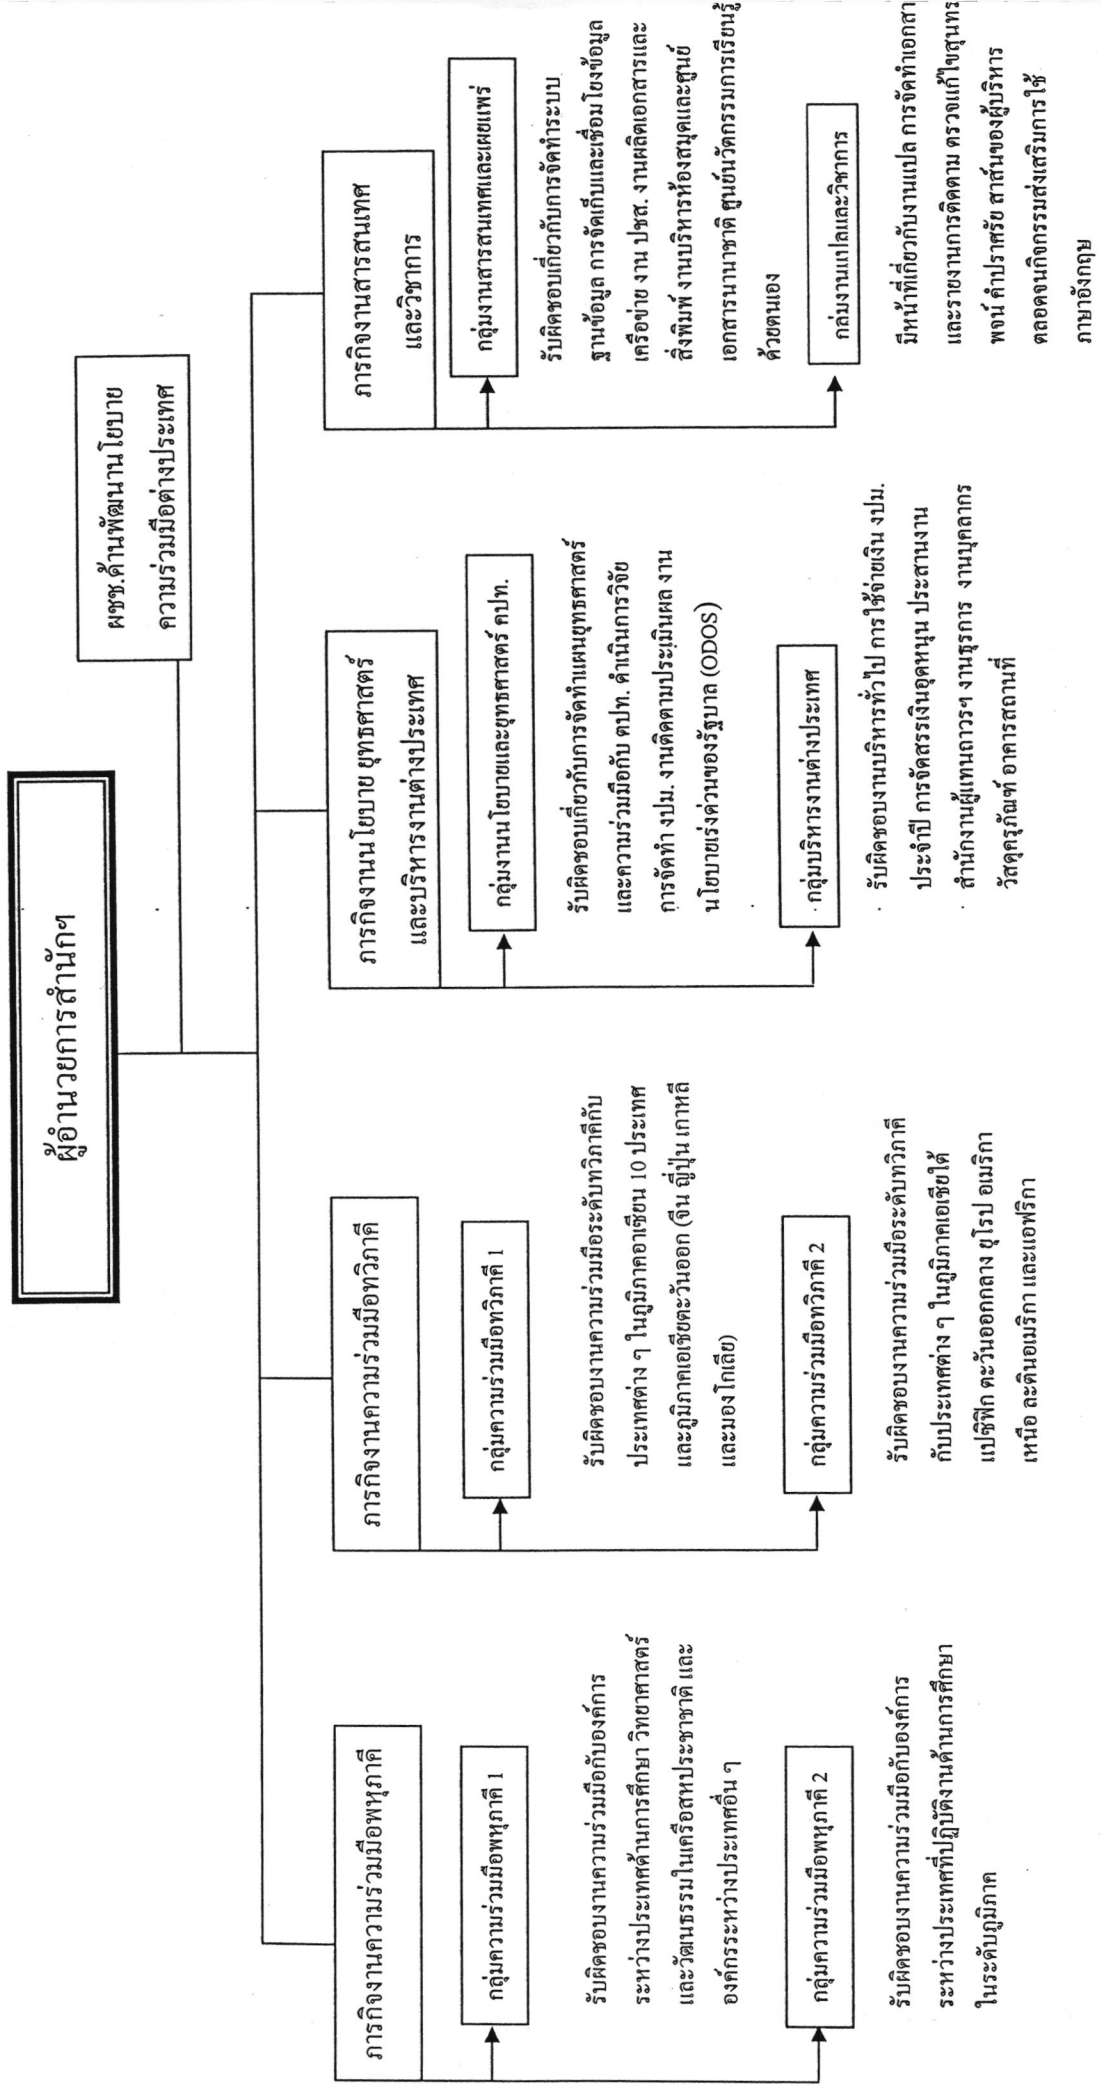 ผู้อำนวยการสำนักฯ
ผชช.ด้านพัฒนานโยบาย
ความร่วมมือต่างประเทศ
ภารกิจงานความร่วมมือพหุภาคี
กลุ่มความร่วมมือพหุภาคี 1
รับผิดชอบงานความร่วมมือกับองค์การ
ระหว่างประเทศด้านการศึกษา วิทยาศาสตร์
และวัฒนธรรมในเครือสหประชาชาติ และ
องค์กรระหว่างประเทศอื่น ๆ
กลุ่มความร่วมมือพหุภาคี 2
รับผิดชอบงานความร่วมมือกับองค์การ
ระหว่างประเทศที่ปฏิบัติงานด้านการศึกษา
ในระดับภูมิภาค
ภารกิจงานความร่วมมือทวิภาคี
กลุ่มความร่วมมือทวิภาคี 1
รับผิดชอบงานความร่วมมือระดับทวิภาคีกับ
ประเทศต่าง ๆ ในภูมิภาคอาเซียน 10 ประเทศ
และภูมิภาคเอเชียตะวันออก (จีน ญี่ปุ่น เกาหลี
และมองโกเลีย)
กลุ่มความร่วมมือทวิภาคี 2
รับผิดชอบงานความร่วมมือระดับทวิภาคี
กับประเทศต่าง ๆ ในภูมิภาคเอเชียใต้
แปซิฟิก ตะวันออกกลาง ยุโรป อเมริกา
เหนือ ละตินอเมริกา และแอฟริกา
ภารกิจงานนโยบาย ยุทธศาสตร์
และบริหารงานต่างประเทศ
กลุ่มงานนโยบายและยุทธศาสตร์ คปท.
รับผิดชอบเกี่ยวกับการจัดทำแผนยุทธศาสตร์
และความร่วมมือกับ ตปท. ดำเนินการวิจัย
การจัดทำ งปม. งานติดตามประเมินผล งาน
นโยบายเร่งด่วนของรัฐบาล (ODOS)
กลุ่มบริหารงานต่างประเทศ
รับผิดชอบงานบริหารทั่วไป การใช้จ่ายเงิน งปม.
ประจำปี การจัดสรรเงินอุดหนุน ประสานงาน
สำนักงานผู้แทนถาวรฯ งานธุรการ งานบุคลากร
วัสดุครุภัณฑ์ อาคารสถานที่
ภารกิจงานสารสนเทศ
และวิชาการ
กลุ่มงานสารสนเทศและเผยแพร่
รับผิดชอบเกี่ยวกับการจัดทำระบบ
ฐานข้อมูล การจัดเก็บและเชื่อมโยงข้อมูล
เครือข่าย งาน ปชส. งานผลิตเอกสารและ
สิ่งพิมพ์ งานบริหารห้องสมุดและศูนย์
เอกสารนานาชาติ ศูนย์นวัตกรรมการเรียนรู้
ด้วยตนเอง
กลุ่มงานแปลและวิชาการ
มีหน้าที่เกี่ยวกับงานแปล การจัดทำเอกสา
และรายงานการติดตาม ตรวจแก้ไขสุนทร
พจน์ คำปราศรัย สาส์นของผู้บริหาร
ตลอดจนกิจกรรมส่งเสริมการใช้
ภาษาอังกฤษ